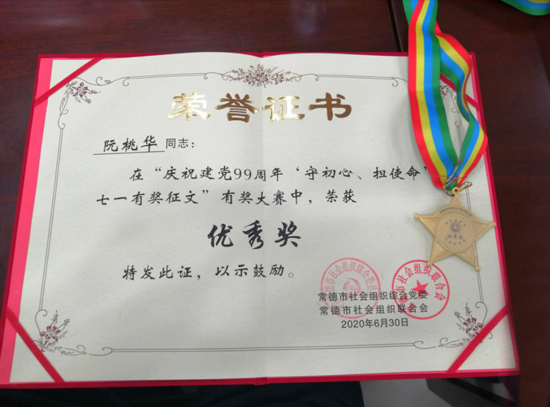 荣誉证书
阮桃华同志：
在“庆祝建党99周年‘守初心、担使命’
七一有奖征文”有奖大赛中，荣获
优秀奖
特发此证，以示鼓励。
常德市社会组织综合党委
常德市社会组织联合会
2020年6月30日